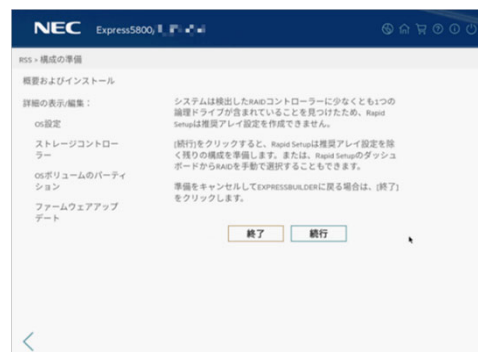 NEC Express5800/
RSS > 構成の準備
概要およびインストール
詳細の表示/編集：
OS設定
ストレージコントロー
ラー
OSボリュームのパーティ
ション
ファームウェアアップ
デート
システムは検出したRAIDコントローラーに少なくとも1つの
論理ドライブが含まれていることを見つけたため、Rapid
Setupは推奨アレイ設定を作成できません。
[続行]をクリックすると、Rapid Setupは推奨アレイ設定を除
く残りの構成を準備します。または、Rapid Setupのダッシュ
ボードからRAIDを手動で選択することもできます。
準備をキャンセルしてEXPRESSBUILDERに戻る場合は、[終了]
をクリックします。
終了 続行